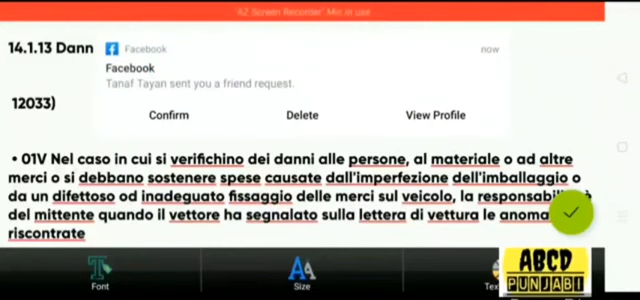 "AZ Screen Recorder" Mic in use
14.1.13 Dann
Facebook
now
Facebook
Tanaf Tayan sent you a friend request.
12033)
Confirm
Delete
View Profile
• 01V Nel caso in cui si verifichino dei danni alle persone, al materiale o ad altre
merci o si debbano sostenere spese causate dall'imperfezione dell'imballaggio o
da un difettoso od inadeguato fissaggio delle merci sul veicolo, la responsabil è
del mittente quando il vettore ha segnalato sulla lettera di vettura le anoma
riscontrate
Font
Size
Tex
ABCD
PUNJABI